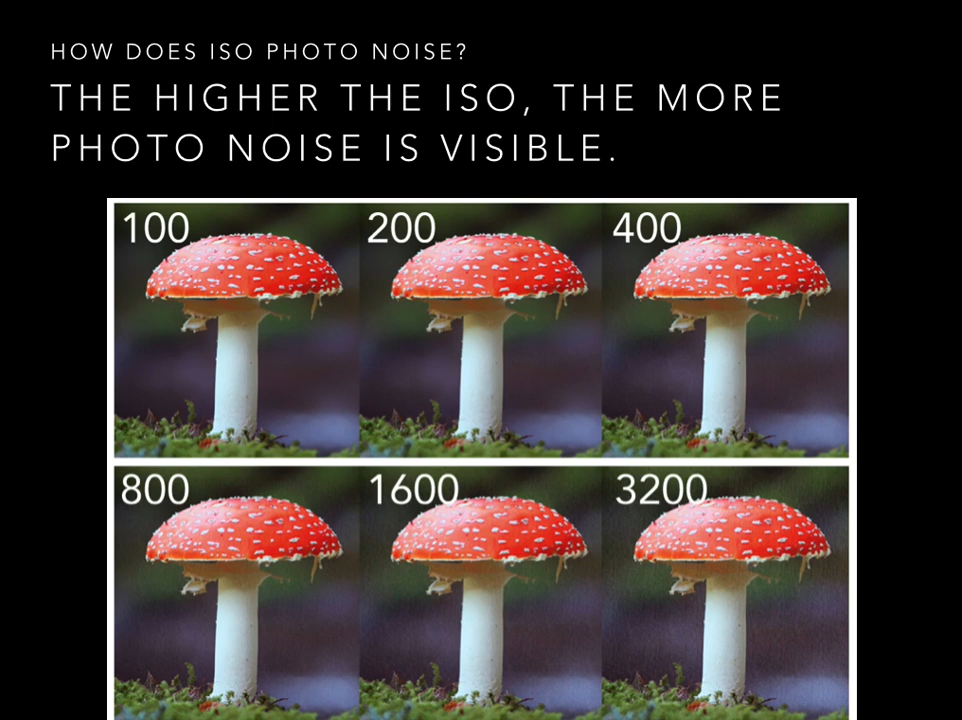 HOW DOES ISO PHOTO NOISE?
THE HIGHER THE ISO, THE MORE
PHOTO NOISE IS VISIBLE.
100
200
400
800
1600
3200